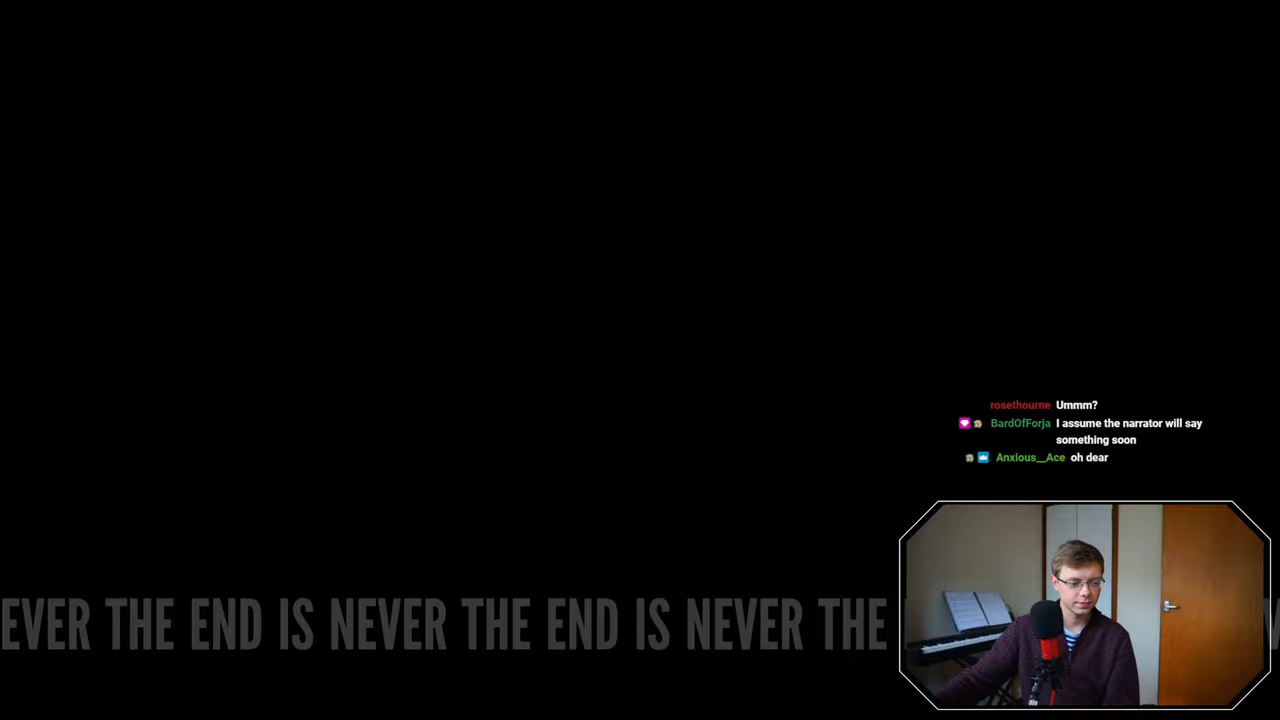 rosethourne Ummm?
BardOfForja I assume the narrator will say
something soon
Anxious__Ace oh dear
EVER THE END IS NEVER THE END IS NEVER THE